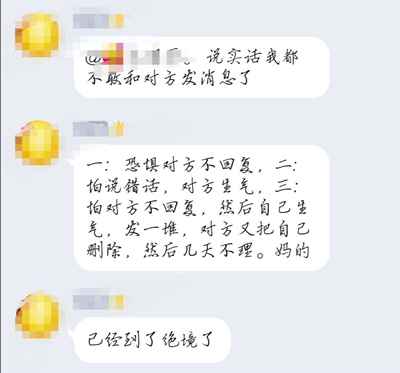 说实话我都
不敢和对方发消息了
一：恐惧对方不回复，二：
怕说错话，对方生气，三：
怕对方不回复，然后自己生
气，发一堆，对方又把自己
删除，然后几天不理。妈的
已经到了绝境了